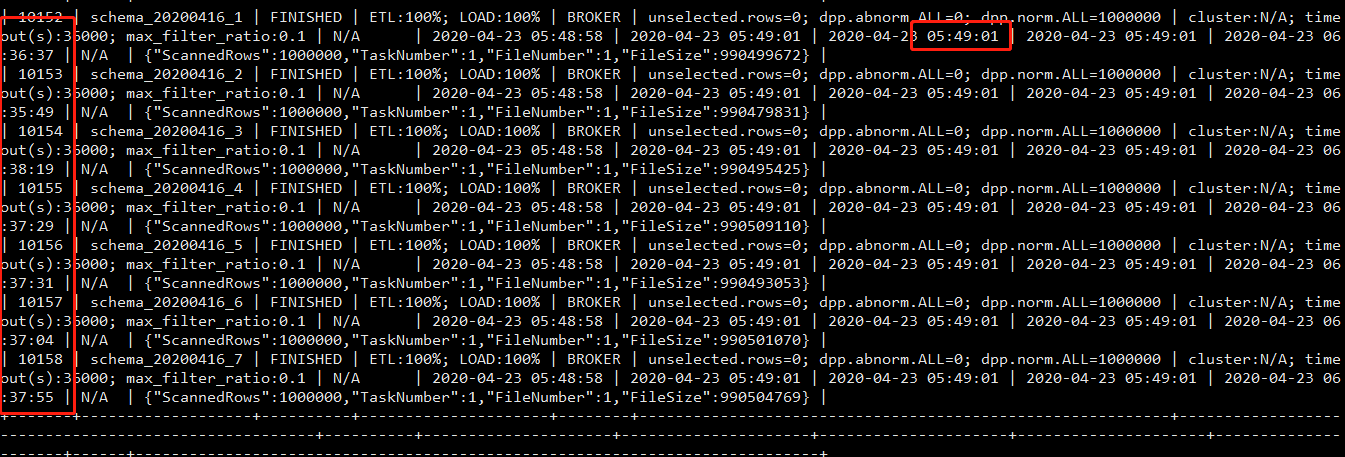 | 10152 | schema_20200416_1 | FINISHED | ETL:100%; LOAD:100% | BROKER | unselected.rows=0; dpp.abnorm.ALL=0; dpp.norm.ALL=1000000 | cluster:N/A; time
out(s):36000; max_filter_ratio:0.1 | N/A | 2020-04-23 05:48:58 | 2020-04-23 05:49:01 | 2020-04-23 05:49:01 | 2020-04-23 05:49:01 | 2020-04-23 06
:36:37 | N/A | {"ScannedRows":1000000,"TaskNumber":1,"FileNumber":1,"FileSize":990499672} |
| 10153 | schema_20200416_2 | FINISHED | ETL:100%; LOAD:100% | BROKER | unselected.rows=0; dpp.abnorm.ALL=0; dpp.norm.ALL=1000000 | cluster:N/A; time
out(s):36000; max_filter_ratio:0.1 | N/A | 2020-04-23 05:48:58 | 2020-04-23 05:49:01 | 2020-04-23 05:49:01 | 2020-04-23 05:49:01 | 2020-04-23 06
:35:49 | N/A | {"ScannedRows":1000000,"TaskNumber":1,"FileNumber":1,"FileSize":990479831} |
| 10154 | schema_20200416_3 | FINISHED | ETL:100%; LOAD:100% | BROKER | unselected.rows=0; dpp.abnorm.ALL=0; dpp.norm.ALL=1000000 | cluster:N/A; time
out(s):36000; max_filter_ratio:0.1 | N/A | 2020-04-23 05:48:58 | 2020-04-23 05:49:01 | 2020-04-23 05:49:01 | 2020-04-23 05:49:01 | 2020-04-23 06
:38:19 | N/A | {"ScannedRows":1000000,"TaskNumber":1,"FileNumber":1,"FileSize":990495425} |
| 10155 | schema_20200416_4 | FINISHED | ETL:100%; LOAD:100% | BROKER | unselected.rows=0; dpp.abnorm.ALL=0; dpp.norm.ALL=1000000 | cluster:N/A; time
out(s):36000; max_filter_ratio:0.1 | N/A | 2020-04-23 05:48:58 | 2020-04-23 05:49:01 | 2020-04-23 05:49:01 | 2020-04-23 05:49:01 | 2020-04-23 06
:37:29 | N/A | {"ScannedRows":1000000,"TaskNumber":1,"FileNumber":1,"FileSize":990509110} |
| 10156 | schema_20200416_5 | FINISHED | ETL:100%; LOAD:100% | BROKER | unselected.rows=0; dpp.abnorm.ALL=0; dpp.norm.ALL=1000000 | cluster:N/A; time
out(s):36000; max_filter_ratio:0.1 | N/A | 2020-04-23 05:48:58 | 2020-04-23 05:49:01 | 2020-04-23 05:49:01 | 2020-04-23 05:49:01 | 2020-04-23 06
:37:31 | N/A | {"ScannedRows":1000000,"TaskNumber":1,"FileNumber":1,"FileSize":990493053} |
| 10157 | schema_20200416_6 | FINISHED | ETL:100%; LOAD:100% | BROKER | unselected.rows=0; dpp.abnorm.ALL=0; dpp.norm.ALL=1000000 | cluster:N/A; time
out(s):36000; max_filter_ratio:0.1 | N/A | 2020-04-23 05:48:58 | 2020-04-23 05:49:01 | 2020-04-23 05:49:01 | 2020-04-23 05:49:01 | 2020-04-23 06
:37:04 | N/A | {"ScannedRows":1000000,"TaskNumber":1,"FileNumber":1,"FileSize":990501070} |
| 10158 | schema_20200416_7 | FINISHED | ETL:100%; LOAD:100% | BROKER | unselected.rows=0; dpp.abnorm.ALL=0; dpp.norm.ALL=1000000 | cluster:N/A; time
out(s):36000; max_filter_ratio:0.1 | N/A | 2020-04-23 05:48:58 | 2020-04-23 05:49:01 | 2020-04-23 05:49:01 | 2020-04-23 05:49:01 | 2020-04-23 06
:37:55 | N/A | {"ScannedRows":1000000,"TaskNumber":1,"FileNumber":1,"FileSize":990504769} |